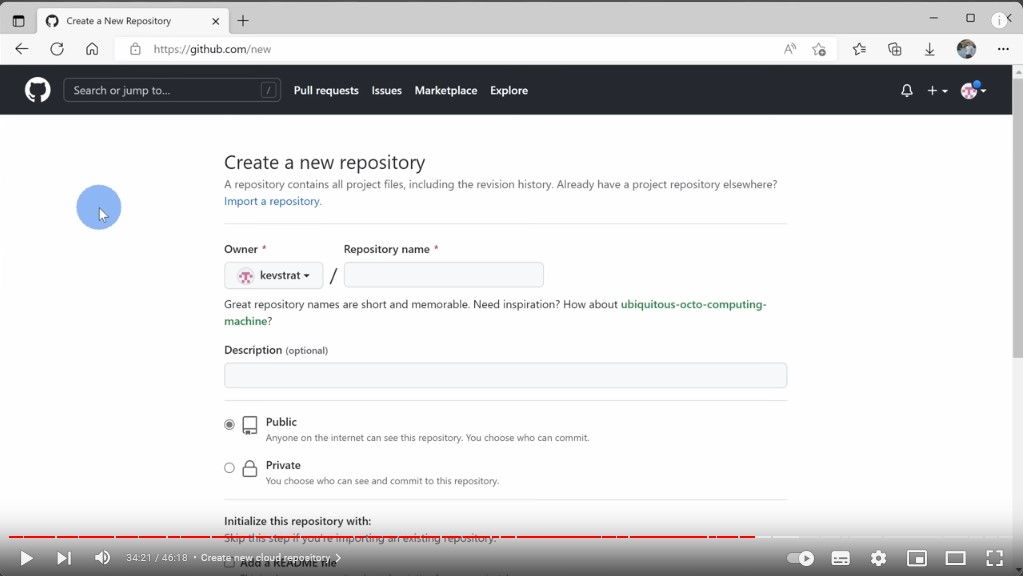 Create a New Repository
https://github.com/new
Search or jump to...
/
Pull requests
Issues
Marketplace
Explore
Create a new repository
A repository contains all project files, including the revision history. Already have a project repository elsewhere?
Import a repository.
Owner *
Repository name *
kevstrat
/
Great repository names are short and memorable. Need inspiration? How about ubiquitous-octo-computing-
machine?
Description (optional)
Public
Anyone on the internet can see this repository. You choose who can commit.
Private
You choose who can see and commit to this repository.
Initialize this repository with:
Skip this step if you're importing an existing repository.
34:21 / 46:18 • Create new cloud repository
Add a README file